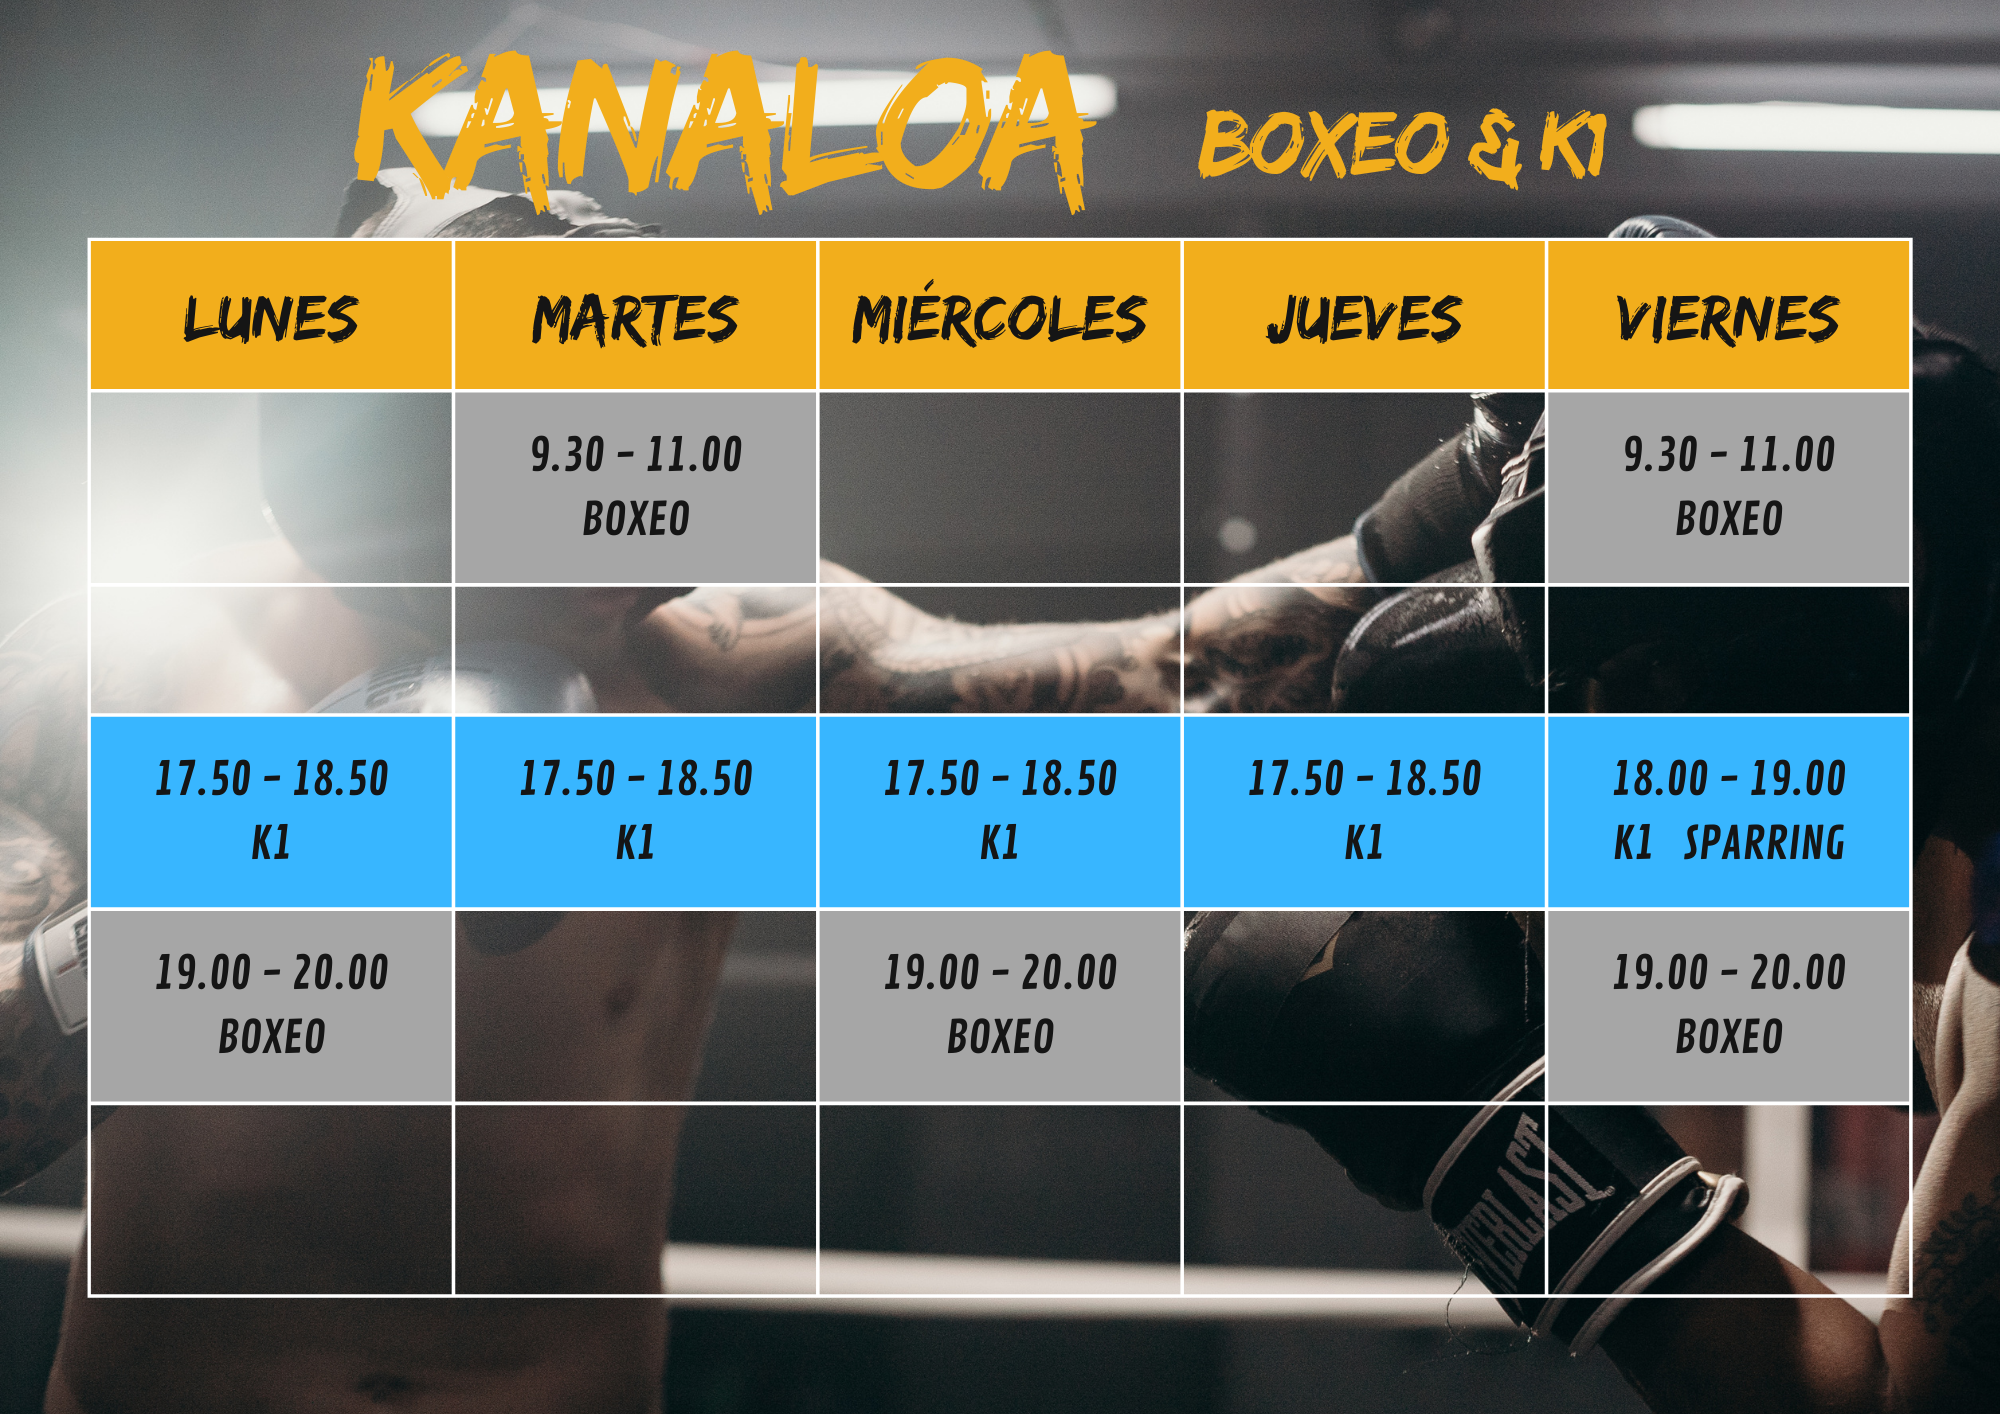 KANALOA BOXEO & K1
LUNES MARTES MIÉRCOLES JUEVES VIERNES
9.30 - 11.00 9.30 - 11.00
BOXEO BOXEO
17.50 - 18.50 17.50 - 18.50 17.50 - 18.50 17.50 - 18.50 18.00 - 19.00
K1 K1 K1 K1 K1 SPARRING
19.00 - 20.00 19.00 - 20.00 19.00 - 20.00
BOXEO BOXEO BOXEO
EVERLAST